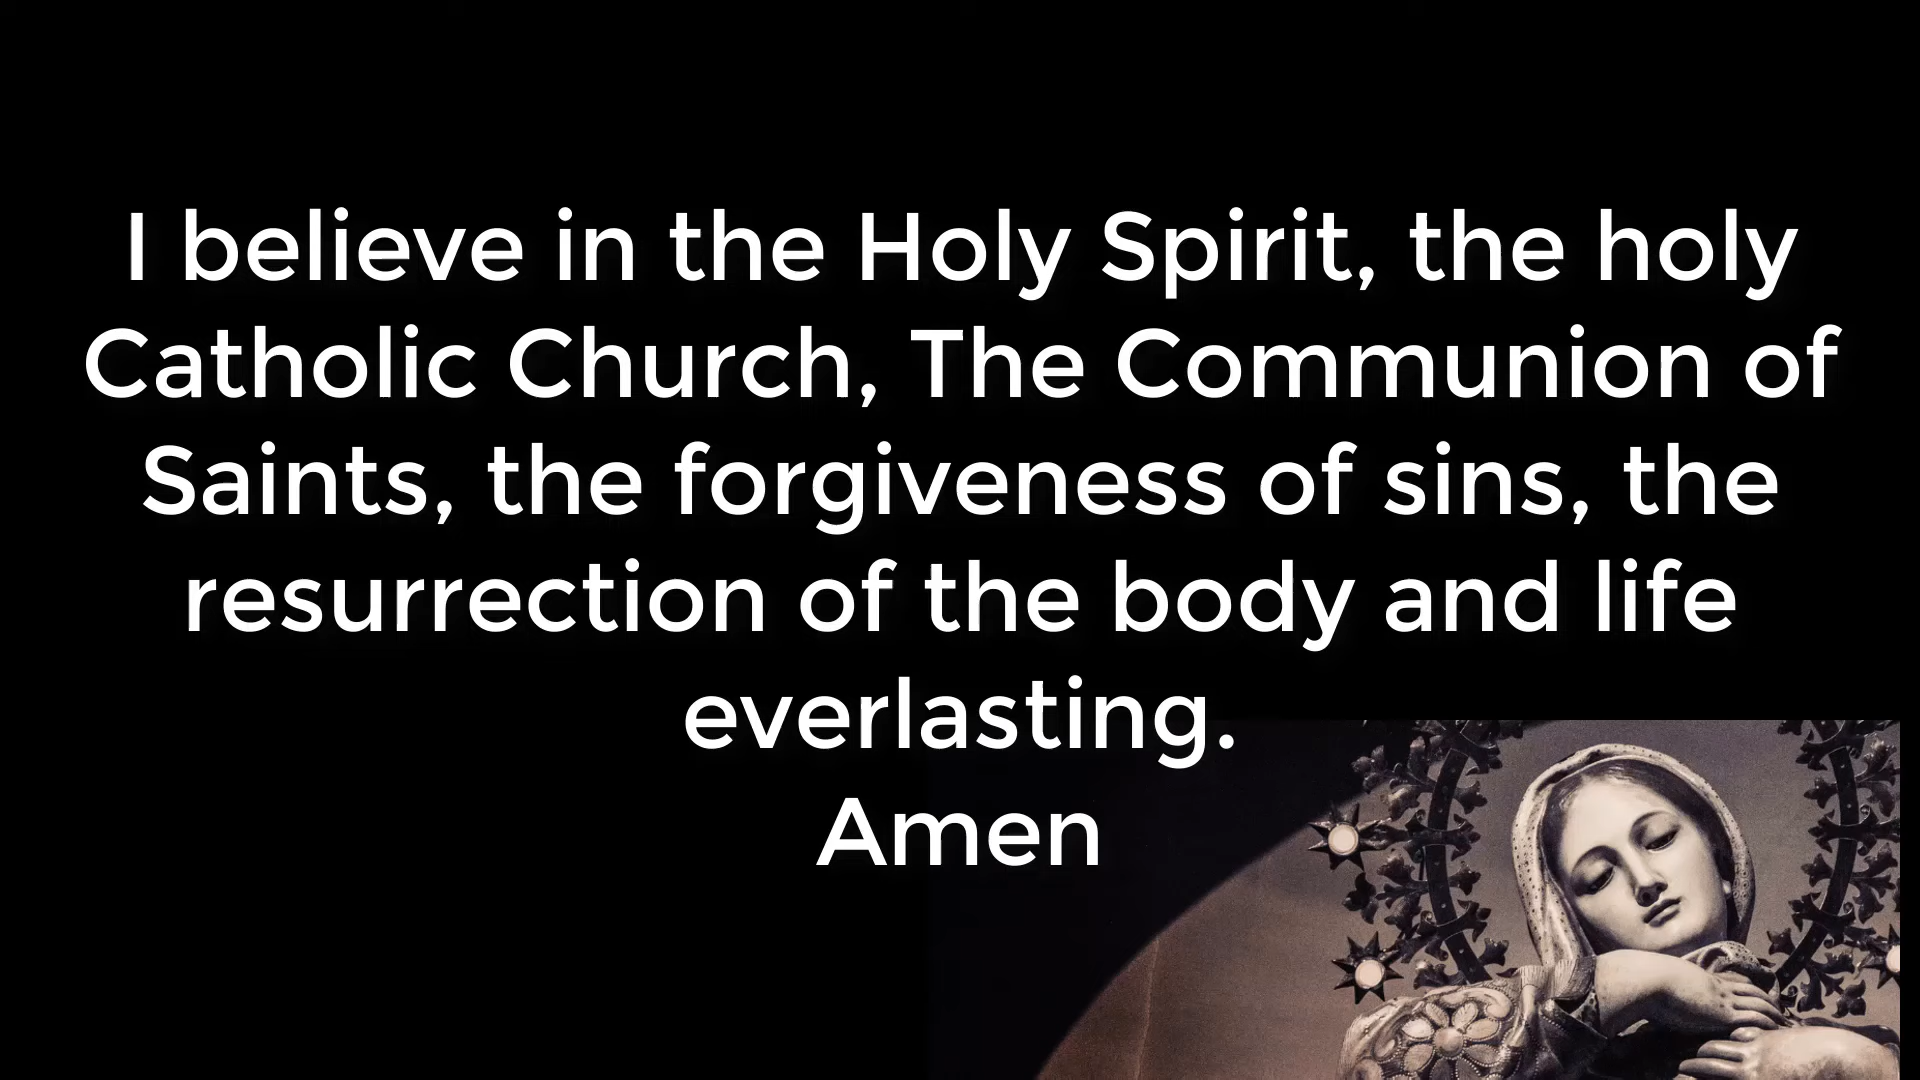 I believe in the Holy Spirit, the holy
Catholic Church, The Communion of
Saints, the forgiveness of sins, the
resurrection of the body and life
everlasting.
Amen